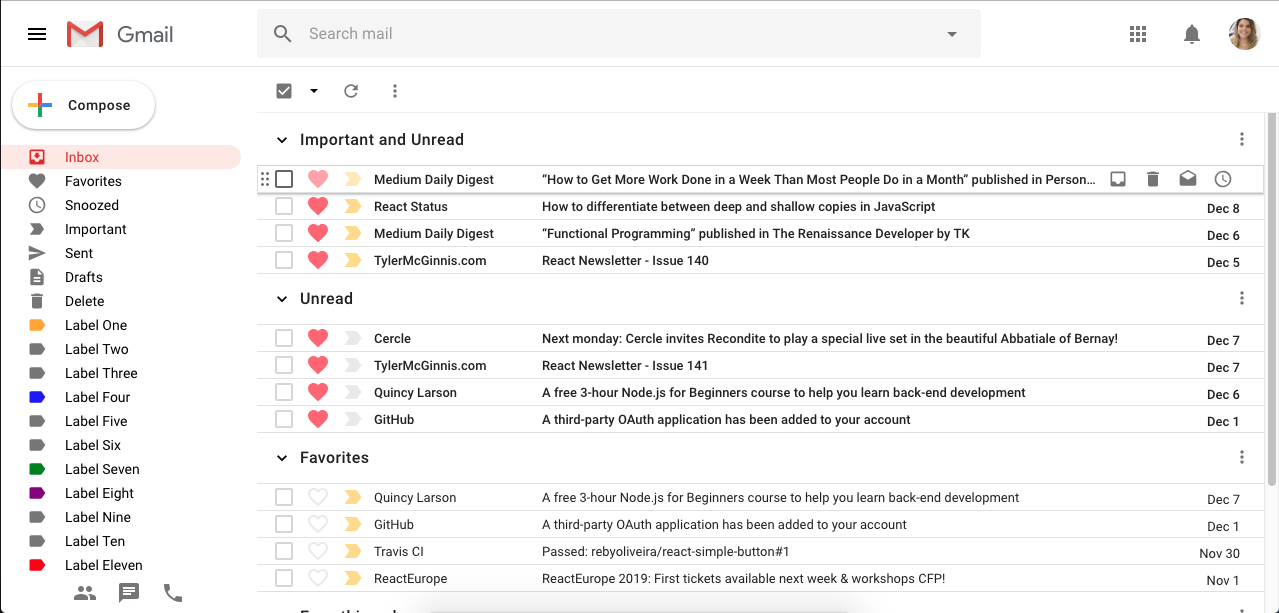 Gmail
Search mail
Compose
Inbox
Favorites
Snoozed
Important
Sent
Drafts
Delete
Label One
Label Two
Label Three
Label Four
Label Five
Label Six
Label Seven
Label Eight
Label Nine
Label Ten
Label Eleven
Important and Unread
Medium Daily Digest “How to Get More Work Done in a Week Than Most People Do in a Month” published in Person...
React Status How to differentiate between deep and shallow copies in JavaScript Dec 8
Medium Daily Digest “Functional Programming” published in The Renaissance Developer by TK Dec 6
TylerMcGinnis.com React Newsletter - Issue 140 Dec 5
Unread
Cercle Next monday: Cercle invites Recondite to play a special live set in the beautiful Abbatiale of Bernay! Dec 7
TylerMcGinnis.com React Newsletter - Issue 141 Dec 7
Quincy Larson A free 3-hour Node.js for Beginners course to help you learn back-end development Dec 6
GitHub A third-party OAuth application has been added to your account Dec 1
Favorites
Quincy Larson A free 3-hour Node.js for Beginners course to help you learn back-end development Dec 7
GitHub A third-party OAuth application has been added to your account Dec 1
Travis CI Passed: rebyoliveira/react-simple-button#1 Nov 30
ReactEurope ReactEurope 2019: First tickets available next week & workshops CFP! Nov 1